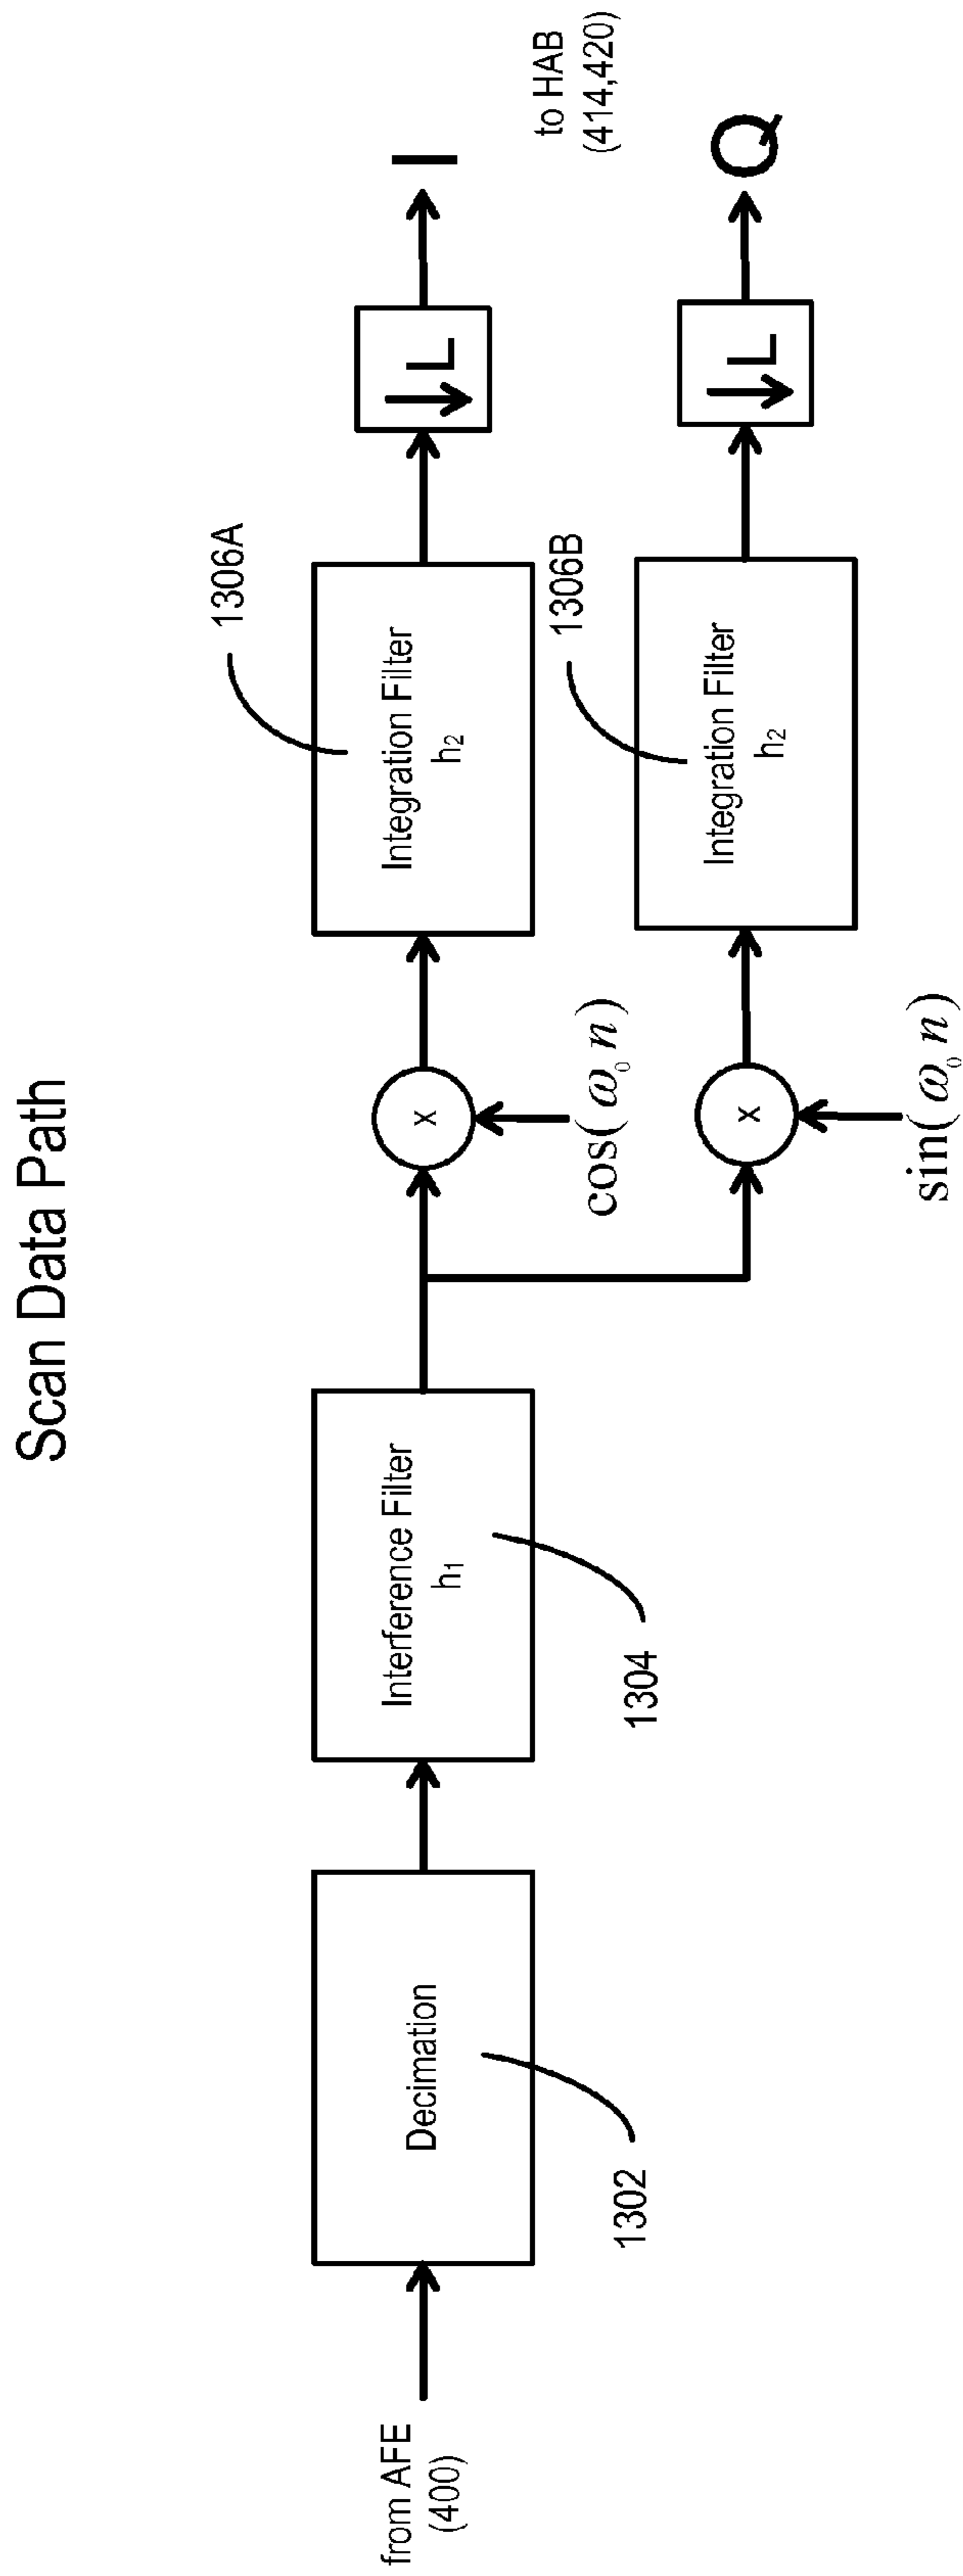 Scan Data Path
from AFE
(400)
Decimation
1302
Interference Filter
h₁
1304
x
cos(ω₀ n)
Integration Filter
h₂
1306A
↓L
I
x
sin(ω₀ n)
Integration Filter
h₂
1306B
↓L
Q
to HAB
(414,420)